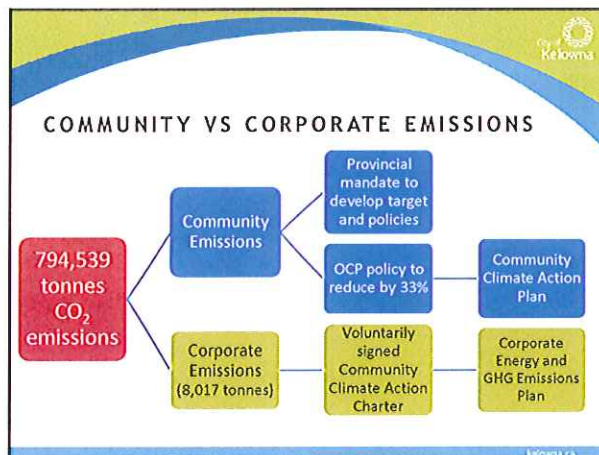 City of
Kelowna
COMMUNITY VS CORPORATE EMISSIONS
794,539
tonnes
CO₂
emissions
Community
Emissions
Provincial
mandate to
develop target
and policies
OCP policy to
reduce by 33%
Community
Climate Action
Plan
Corporate
Emissions
(8,017 tonnes)
Voluntarily
signed
Community
Climate Action
Charter
Corporate
Energy and
GHG Emissions
Plan
kelowna.ca